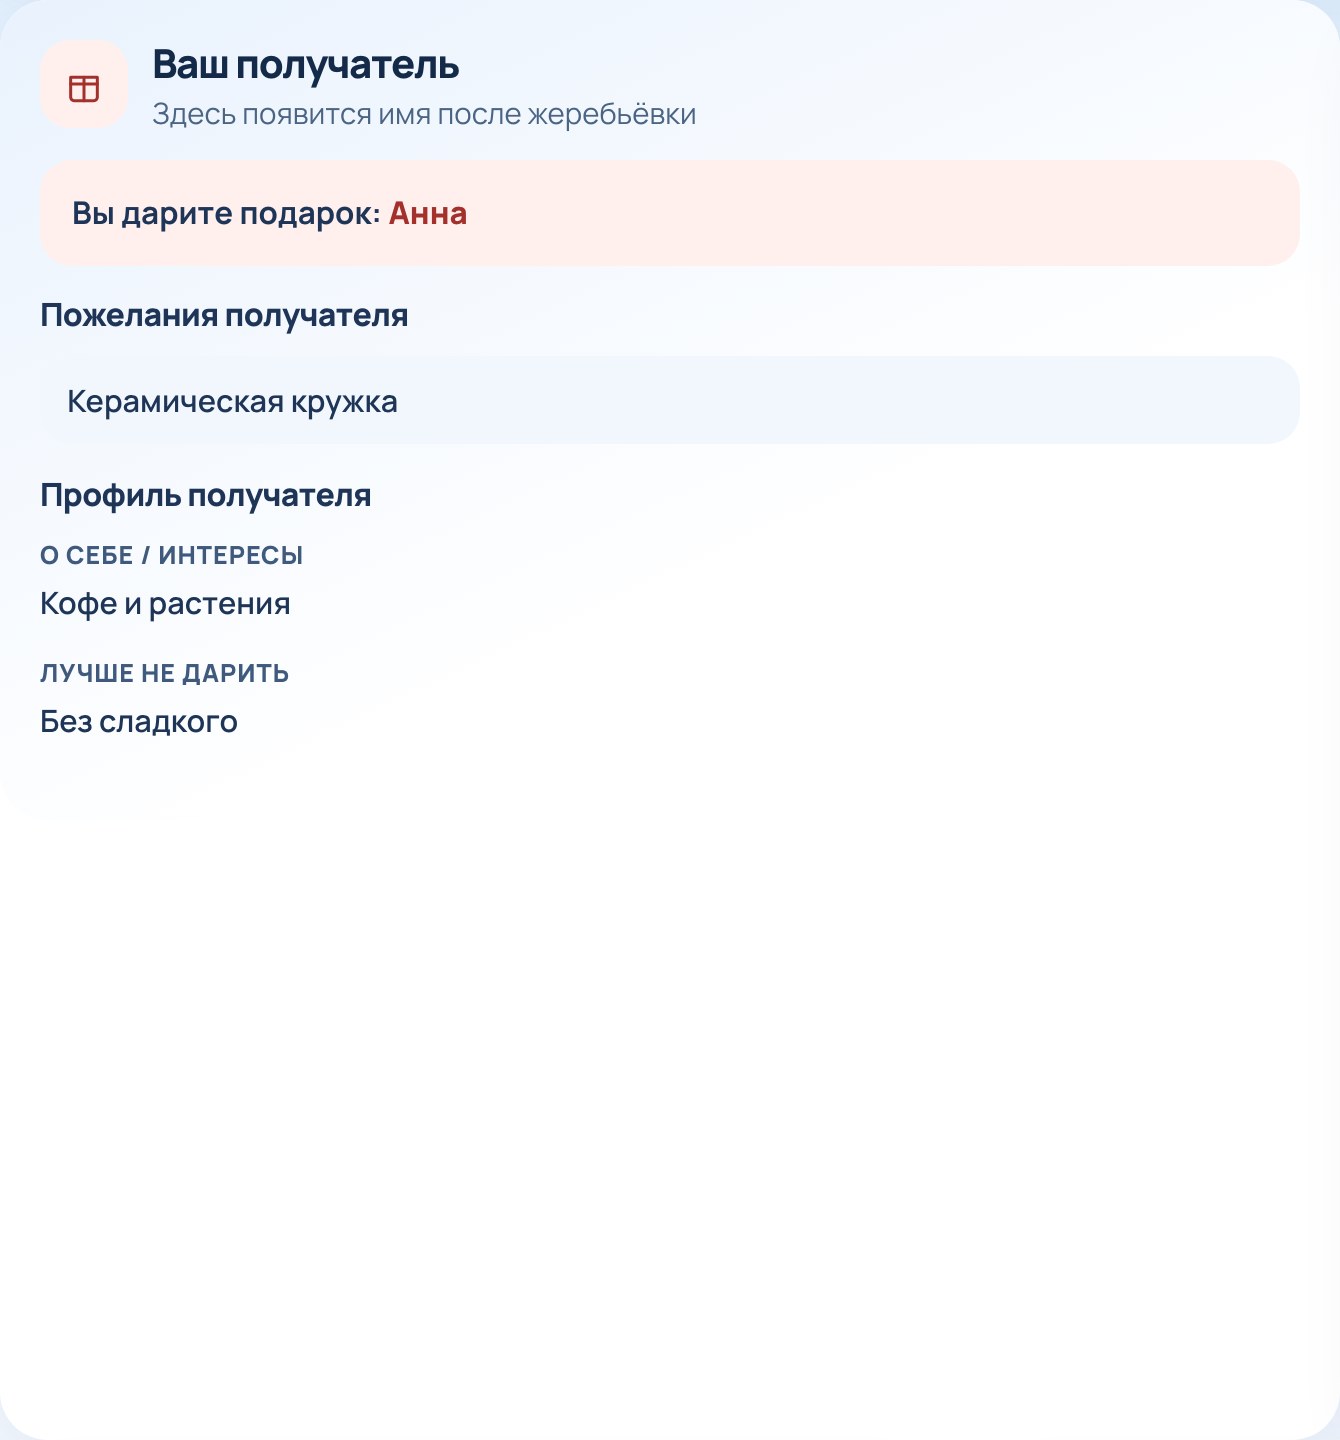 Ваш получатель
Здесь появится имя после жеребьёвки
Вы дарите подарок: Анна
Пожелания получателя
Керамическая кружка
Профиль получателя
О СЕБЕ / ИНТЕРЕСЫ
Кофе и растения
ЛУЧШЕ НЕ ДАРИТЬ
Без сладкого